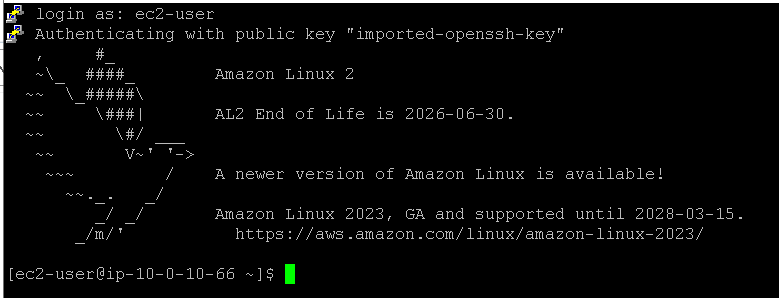 login as: ec2-user
Authenticating with public key "imported-openssh-key"
   ,     #_
   ~\_  ####_        Amazon Linux 2
  ~~  \_#####\
  ~~     \###|       AL2 End of Life is 2026-06-30.
  ~~       \#/ ___
   ~~       V~' '->
    ~~~         /    A newer version of Amazon Linux is available!
      ~~._.   _/
         _/ _/       Amazon Linux 2023, GA and supported until 2028-03-15.
       _/m/'           https://aws.amazon.com/linux/amazon-linux-2023/
[ec2-user@ip-10-0-10-66 ~]$